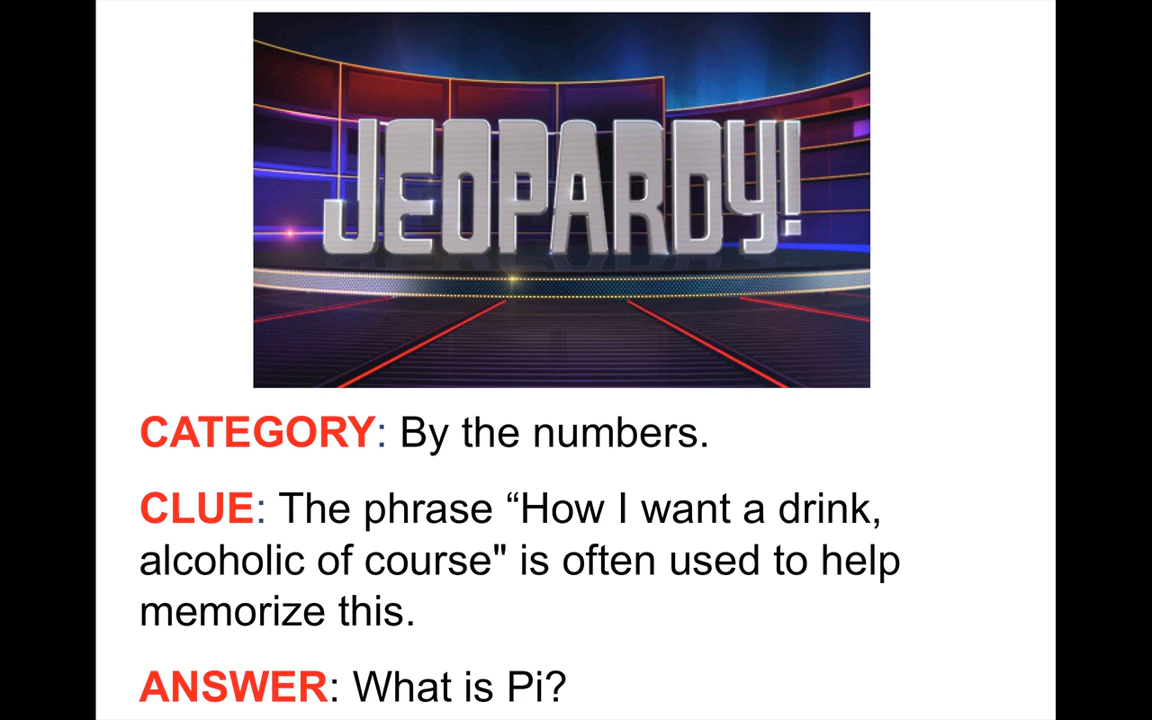 JEOPARDY!
CATEGORY: By the numbers.
CLUE: The phrase “How I want a drink,
alcoholic of course" is often used to help
memorize this.
ANSWER: What is Pi?